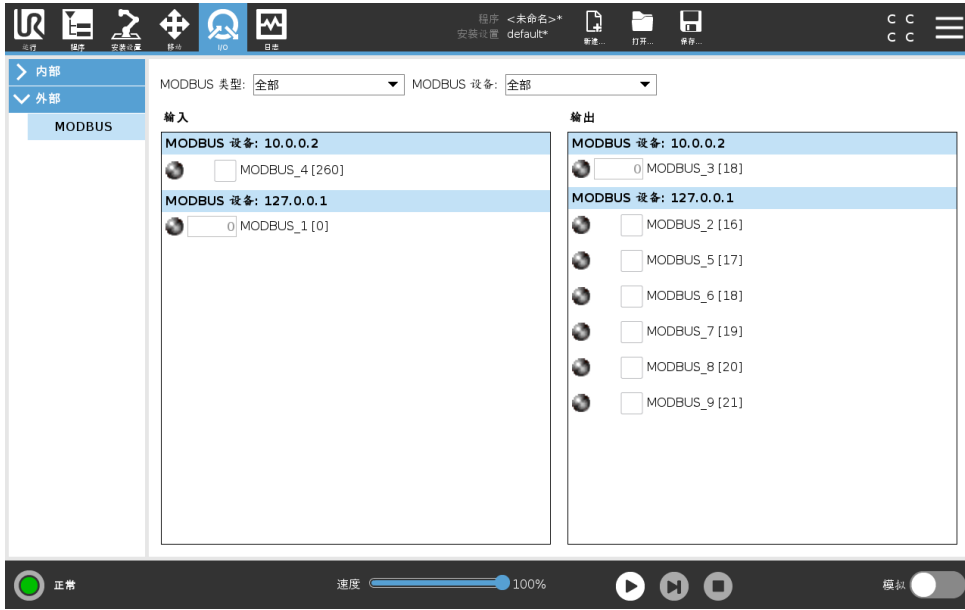 UR
程序 <未命名>*
安装设置 default*
C C
C C
运行 程序 安装设置 移动 I/O 日志 新建... 打开... 保存...
内部
外部
MODBUS
MODBUS 类型: 全部 MODBUS 设备: 全部
输入
MODBUS 设备: 10.0.0.2
MODBUS_4 [260]
MODBUS 设备: 127.0.0.1
0 MODBUS_1 [0]
输出
MODBUS 设备: 10.0.0.2
0 MODBUS_3 [18]
MODBUS 设备: 127.0.0.1
MODBUS_2 [16]
MODBUS_5 [17]
MODBUS_6 [18]
MODBUS_7 [19]
MODBUS_8 [20]
MODBUS_9 [21]
正常 速度 100% 模拟